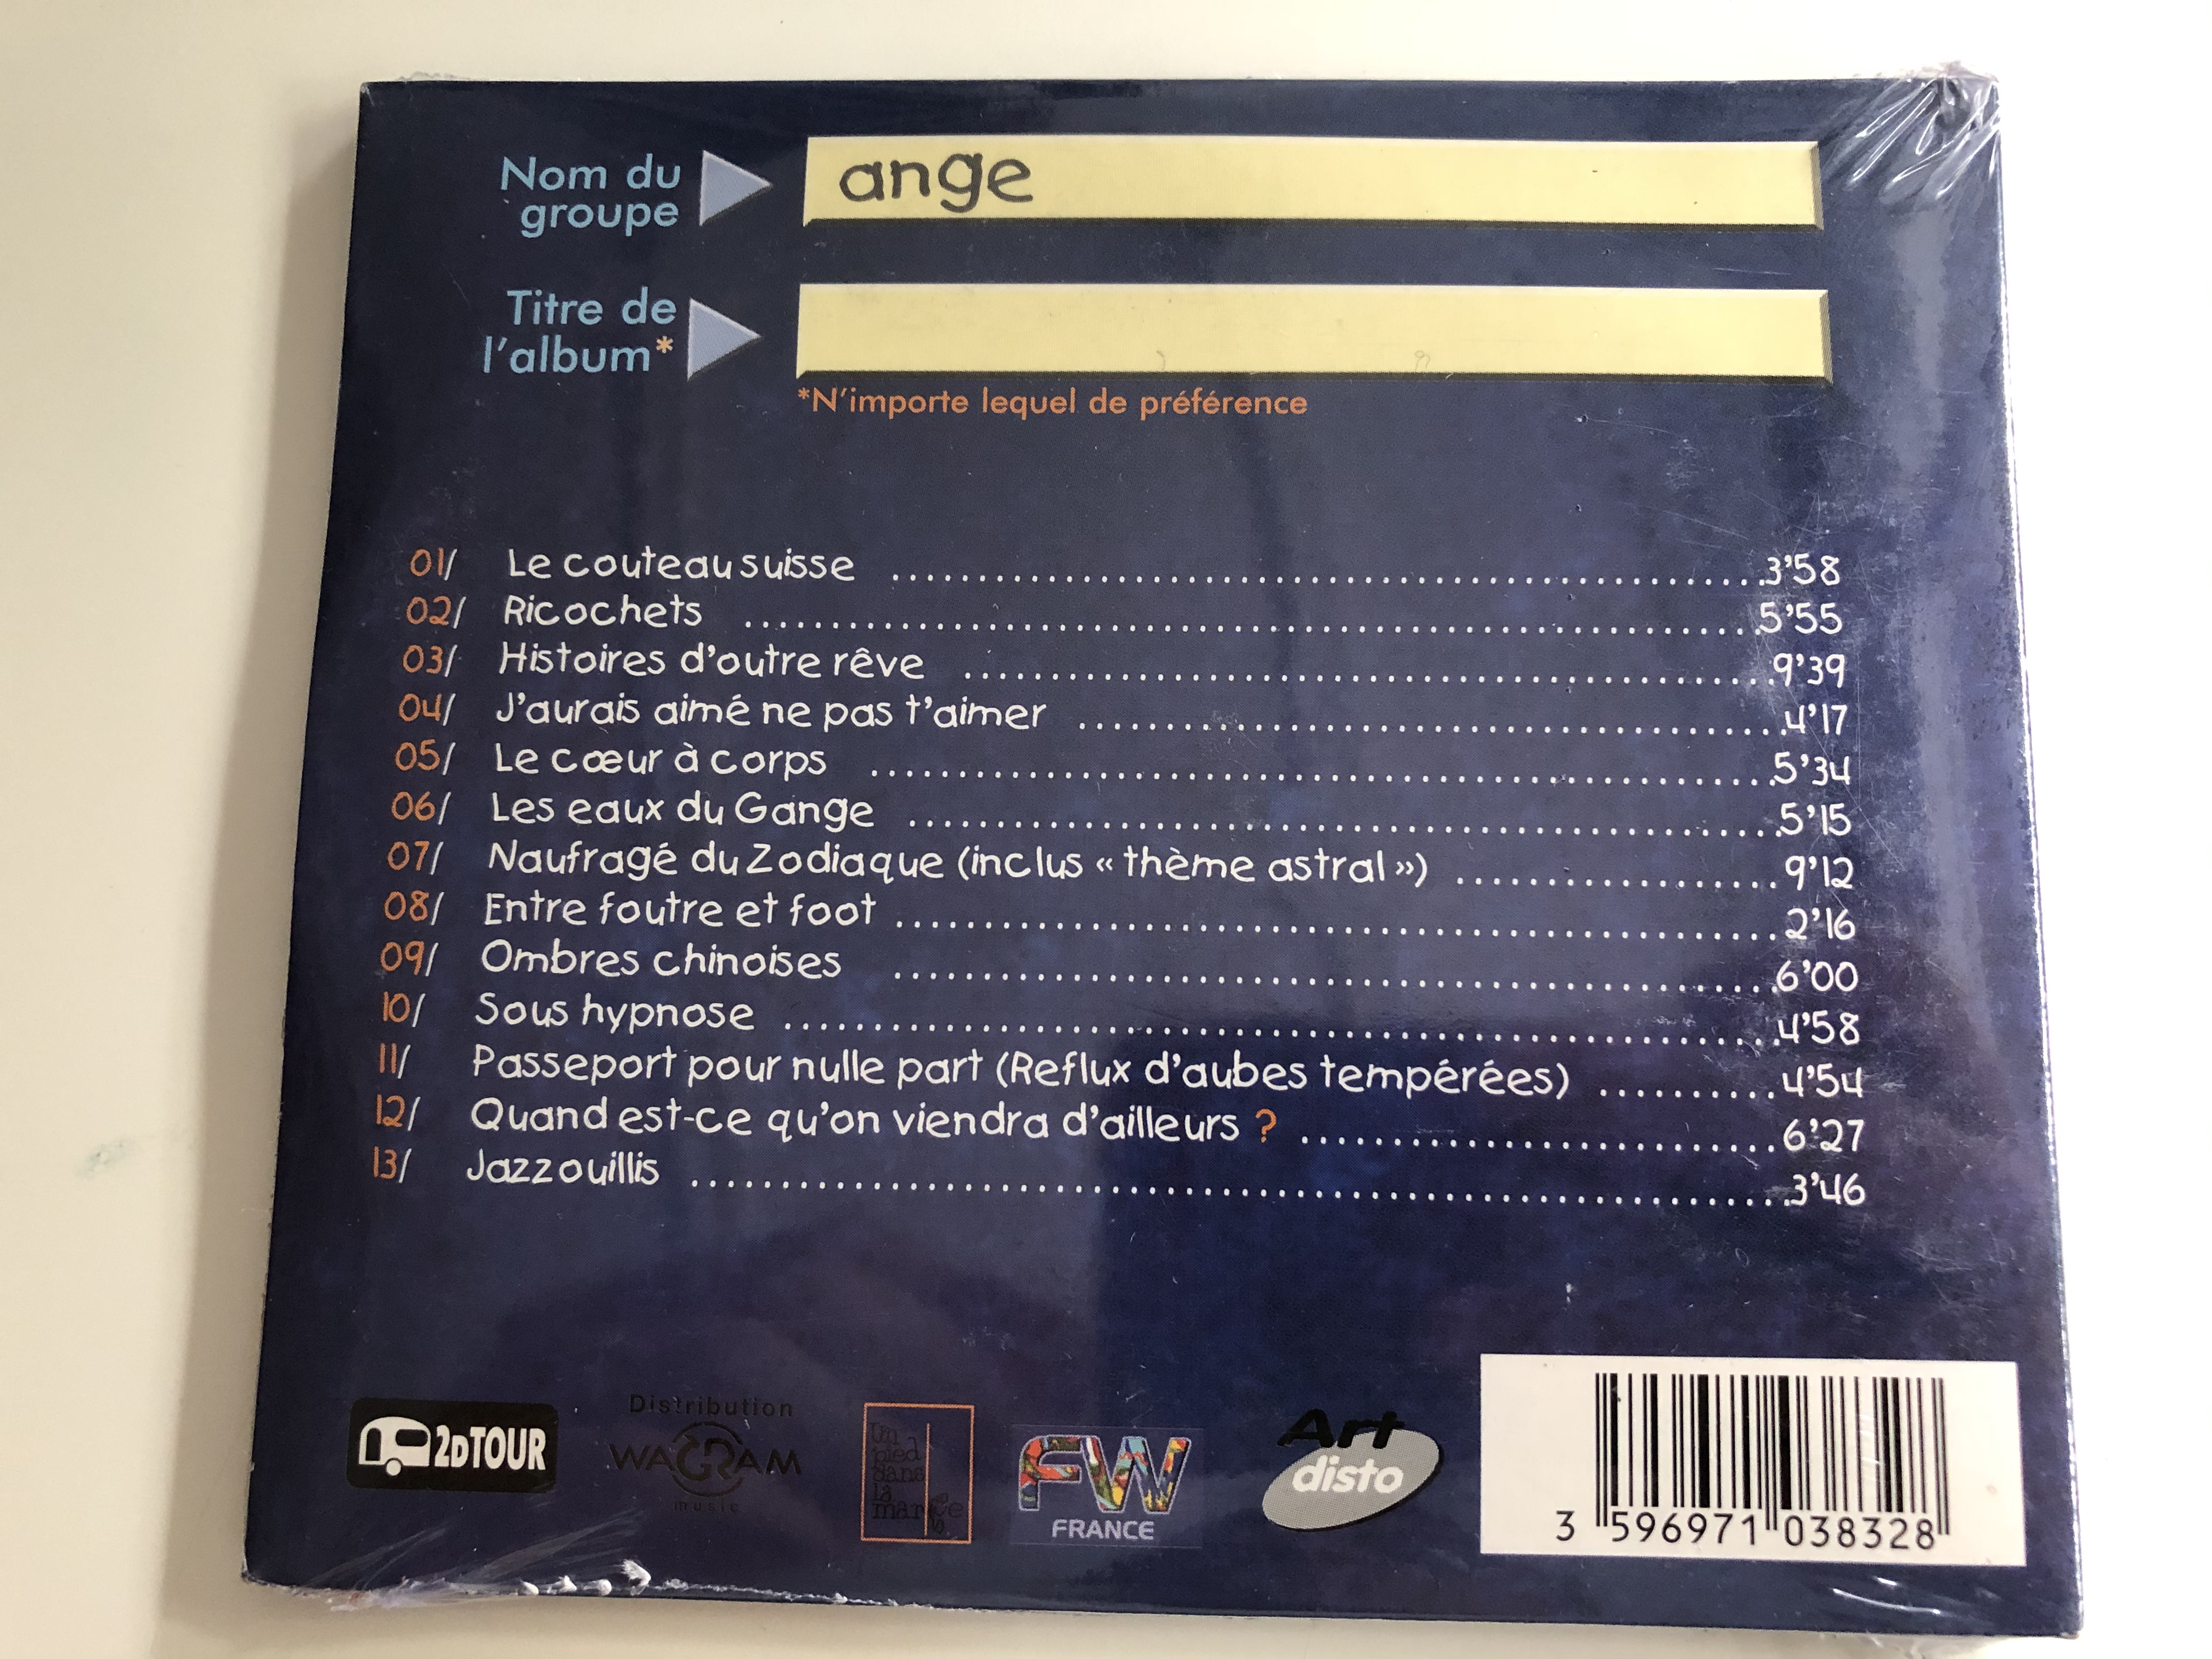 Nom du
groupe
ange
Titre de
l'album*
*N'importe lequel de préférence
01/ Le couteau suisse ........ 3'58
02/ Ricochets ........ 5'55
03/ Histoires d'outre rêve ........ 9'39
04/ J'aurais aimé ne pas t'aimer ........ 4'17
05/ Le cœur à corps ........ 5'34
06/ Les eaux du Gange ........ 5'15
07/ Naufragé du Zodiaque (inclus « thème astral ») ........ 9'12
08/ Entre foutre et foot ........ 2'16
09/ Ombres chinoises ........ 6'00
10/ Sous hypnose ........ 4'58
11/ Passeport pour nulle part (Reflux d'aubes tempérées) ........ 4'54
12/ Quand est-ce qu'on viendra d'ailleurs ? ........ 6'27
13/ Jazzouillis ........ 3'46
2DTOUR
Distribution
WAGRAM
music
Un
pied
dans
la
marge
FW
FRANCE
Art
disto
3 596971 038328